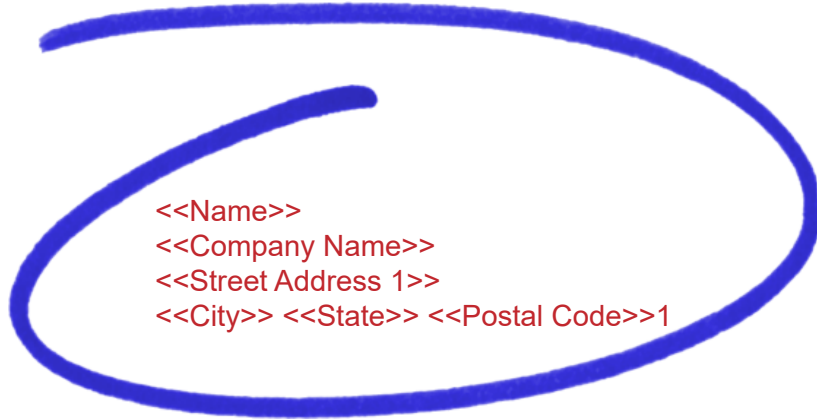 <<Name>>
<<Company Name>>
<<Street Address 1>>
<<City>> <<State>> <<Postal Code>>1